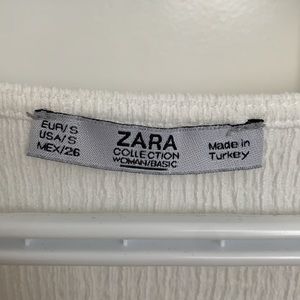 EUR/S
USA/S
MEX/26
ZARA
COLLECTION
WOMAN/BASIC
Made in
Turkey